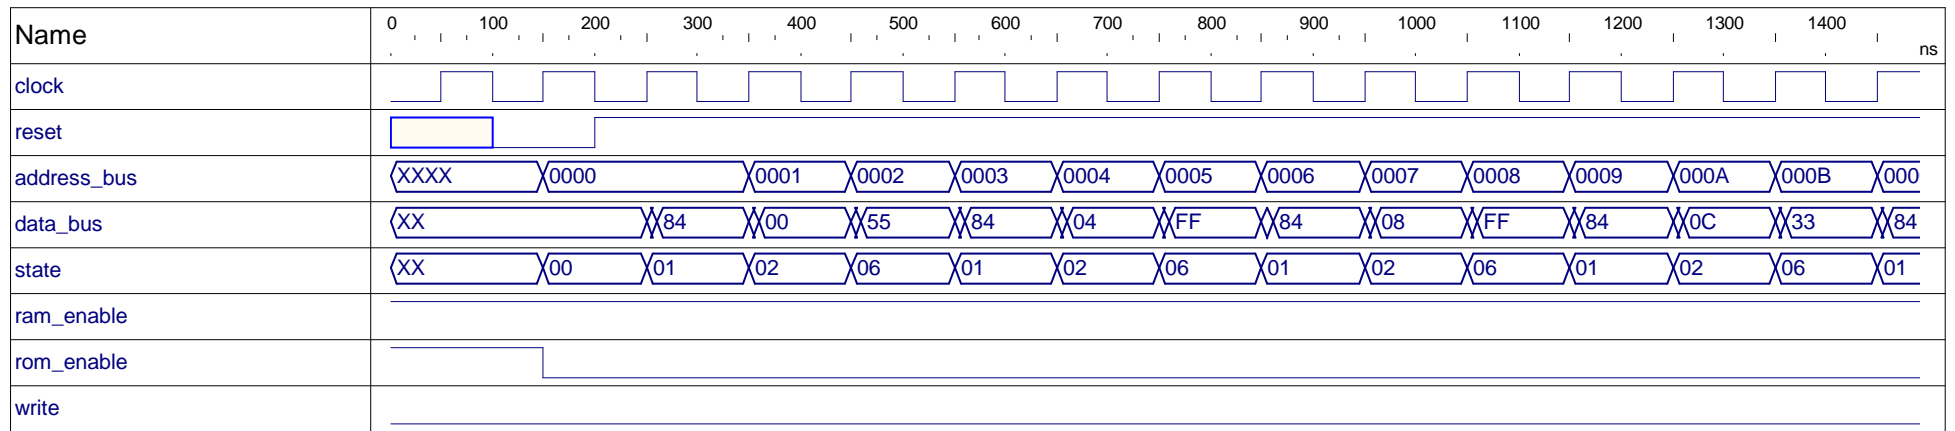 Name 0 100 200 300 400 500 600 700 800 900 1000 1100 1200 1300 1400
ns
clock
reset
address_bus XXXX 0000 0001 0002 0003 0004 0005 0006 0007 0008 0009 000A 000B 000
data_bus XX 84 00 55 84 04 FF 84 08 FF 84 0C 33 84
state XX 00 01 02 06 01 02 06 01 02 06 01 02 06 01
ram_enable
rom_enable
write